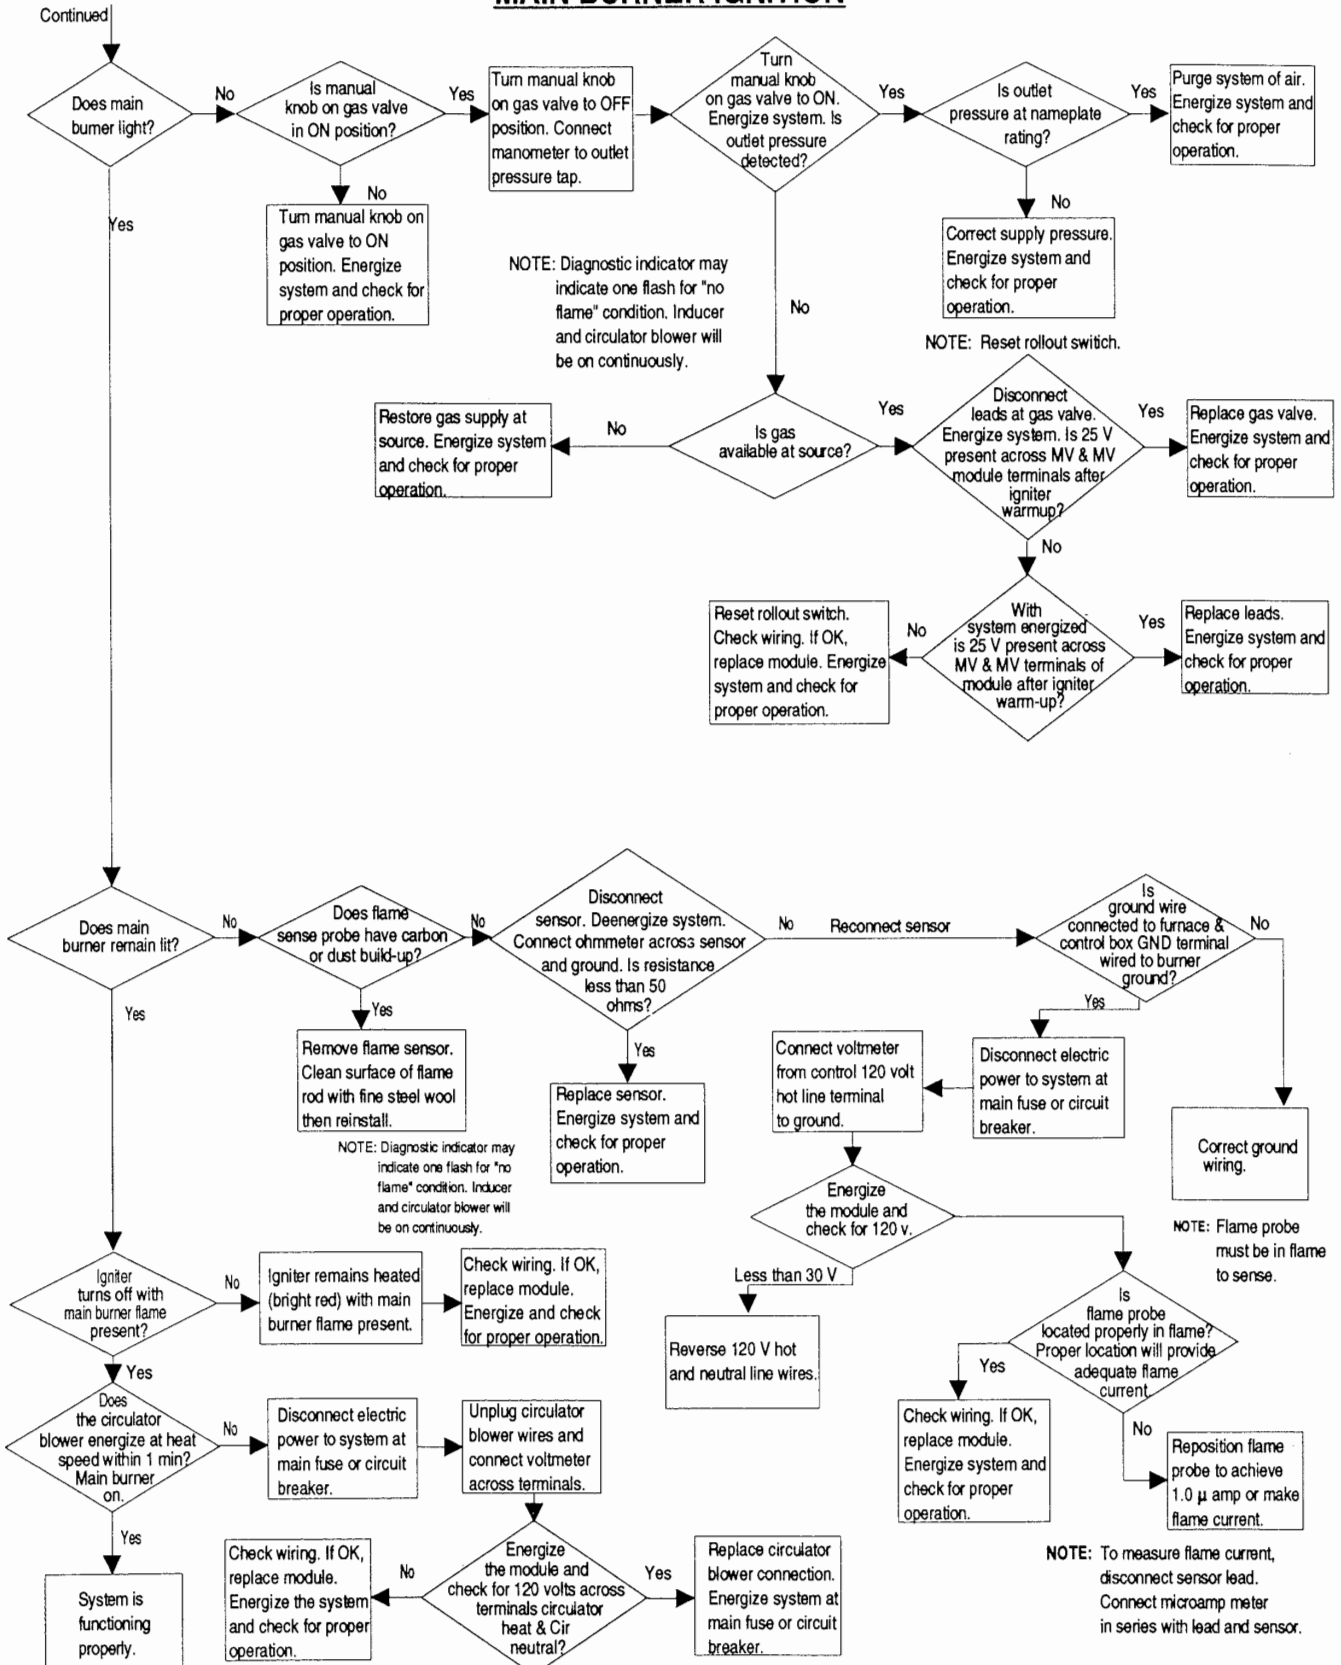 MAIN BURNER IGNITION
Continued
Does main
burner light?
No
Is manual
knob on gas valve
in ON position?
Yes
Turn manual knob
on gas valve to OFF
position. Connect
manometer to outlet
pressure tap.
Turn
manual knob
on gas valve to ON.
Energize system. Is
outlet pressure
detected?
Yes
Is outlet
pressure at nameplate
rating?
Yes
Purge system of air.
Energize system and
check for proper
operation.
No
Turn manual knob on
gas valve to ON
position. Energize
system and check for
proper operation.
Yes
No
Correct supply pressure.
Energize system and
check for proper
operation.
NOTE: Diagnostic indicator may
indicate one flash for "no
flame" condition. Inducer
and circulator blower will
be on continuously.
No
NOTE: Reset rollout switich.
Restore gas supply at
source. Energize system
and check for proper
operation.
No
Is gas
available at source?
Yes
Disconnect
leads at gas valve.
Energize system. Is 25 V
present across MV & MV
module terminals after
igniter
warmup?
Yes
Replace gas valve.
Energize system and
check for proper
operation.
No
Reset rollout switch.
Check wiring. If OK,
replace module. Energize
system and check for
proper operation.
No
With
system energized
is 25 V present across
MV & MV terminals of
module after igniter
warm-up?
Yes
Replace leads.
Energize system and
check for proper
operation.
Does main
burner remain lit?
No
Does flame
sense probe have carbon
or dust build-up?
No
Disconnect
sensor. Deenergize system.
Connect ohmmeter across sensor
and ground. Is resistance
less than 50
ohms?
No
Reconnect sensor
Is
ground wire
connected to furnace &
control box GND terminal
wired to burner
ground?
No
Yes
Yes
Remove flame sensor.
Clean surface of flame
rod with fine steel wool
then reinstall.
NOTE: Diagnostic indicator may
indicate one flash for "no
flame" condition. Inducer
and circulator blower will
be on continuously.
Yes
Replace sensor.
Energize system and
check for proper
operation.
Yes
Connect voltmeter
from control 120 volt
hot line terminal
to ground.
Disconnect electric
power to system at
main fuse or circuit
breaker.
Correct ground
wiring.
NOTE: Flame probe
must be in flame
to sense.
Energize
the module and
check for 120 v.
Less than 30 V
Reverse 120 V hot
and neutral line wires.
Is
flame probe
located properly in flame?
Proper location will provide
adequate flame
current.
Yes
Check wiring. If OK,
replace module.
Energize system and
check for proper
operation.
No
Reposition flame
probe to achieve
1.0 µ amp or make
flame current.
NOTE: To measure flame current,
disconnect sensor lead.
Connect microamp meter
in series with lead and sensor.
Igniter
turns off with
main burner flame
present?
No
Igniter remains heated
(bright red) with main
burner flame present.
Check wiring. If OK,
replace module.
Energize and check
for proper operation.
Yes
Does
the circulator
blower energize at heat
speed within 1 min?
Main burner
on.
No
Disconnect electric
power to system at
main fuse or circuit
breaker.
Unplug circulator
blower wires and
connect voltmeter
across terminals.
Yes
System is
functioning
properly.
Check wiring. If OK,
replace module.
Energize the system
and check for proper
operation.
No
Energize
the module and
check for 120 volts across
terminals circulator
heat & Cir
neutral?
Yes
Replace circulator
blower connection.
Energize system at
main fuse or circuit
breaker.